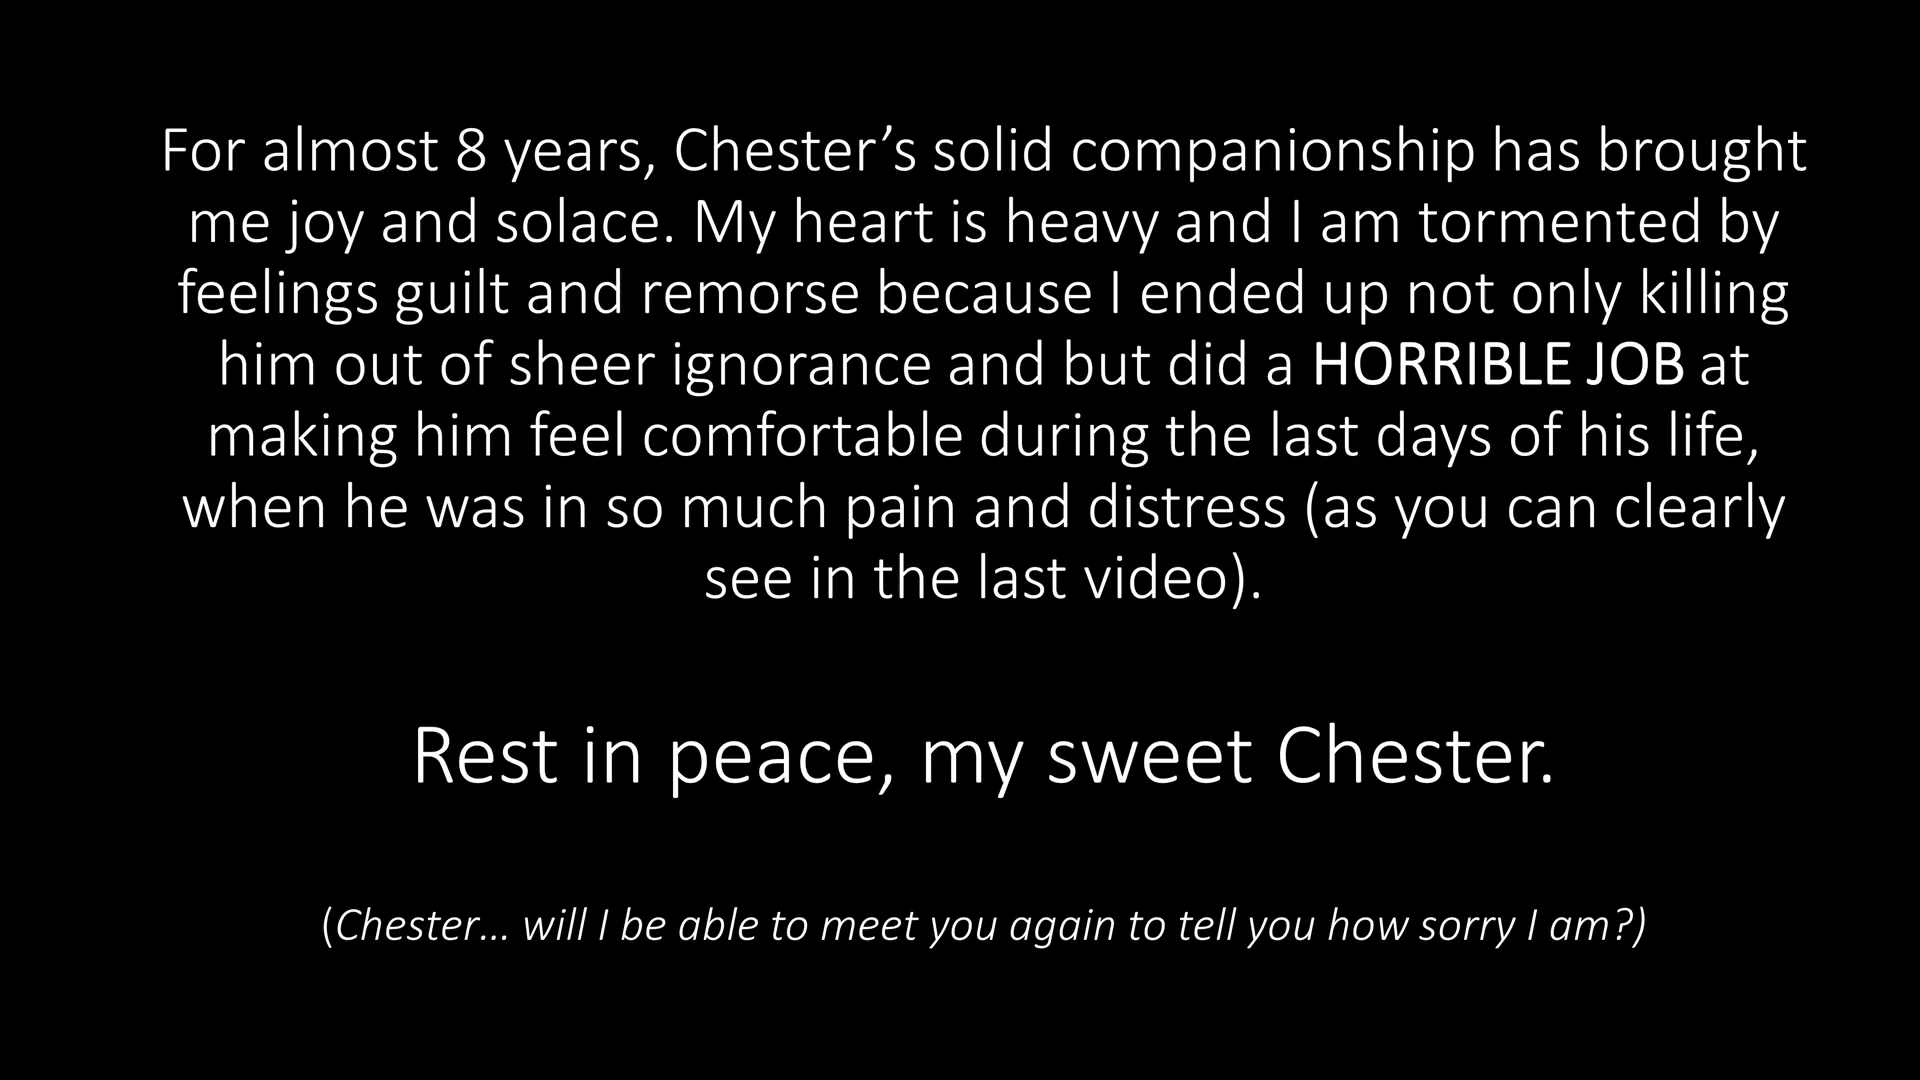 For almost 8 years, Chester’s solid companionship has brought
me joy and solace. My heart is heavy and I am tormented by
feelings guilt and remorse because I ended up not only killing
him out of sheer ignorance and but did a HORRIBLE JOB at
making him feel comfortable during the last days of his life,
when he was in so much pain and distress (as you can clearly
see in the last video).
Rest in peace, my sweet Chester.
(Chester… will I be able to meet you again to tell you how sorry I am?)